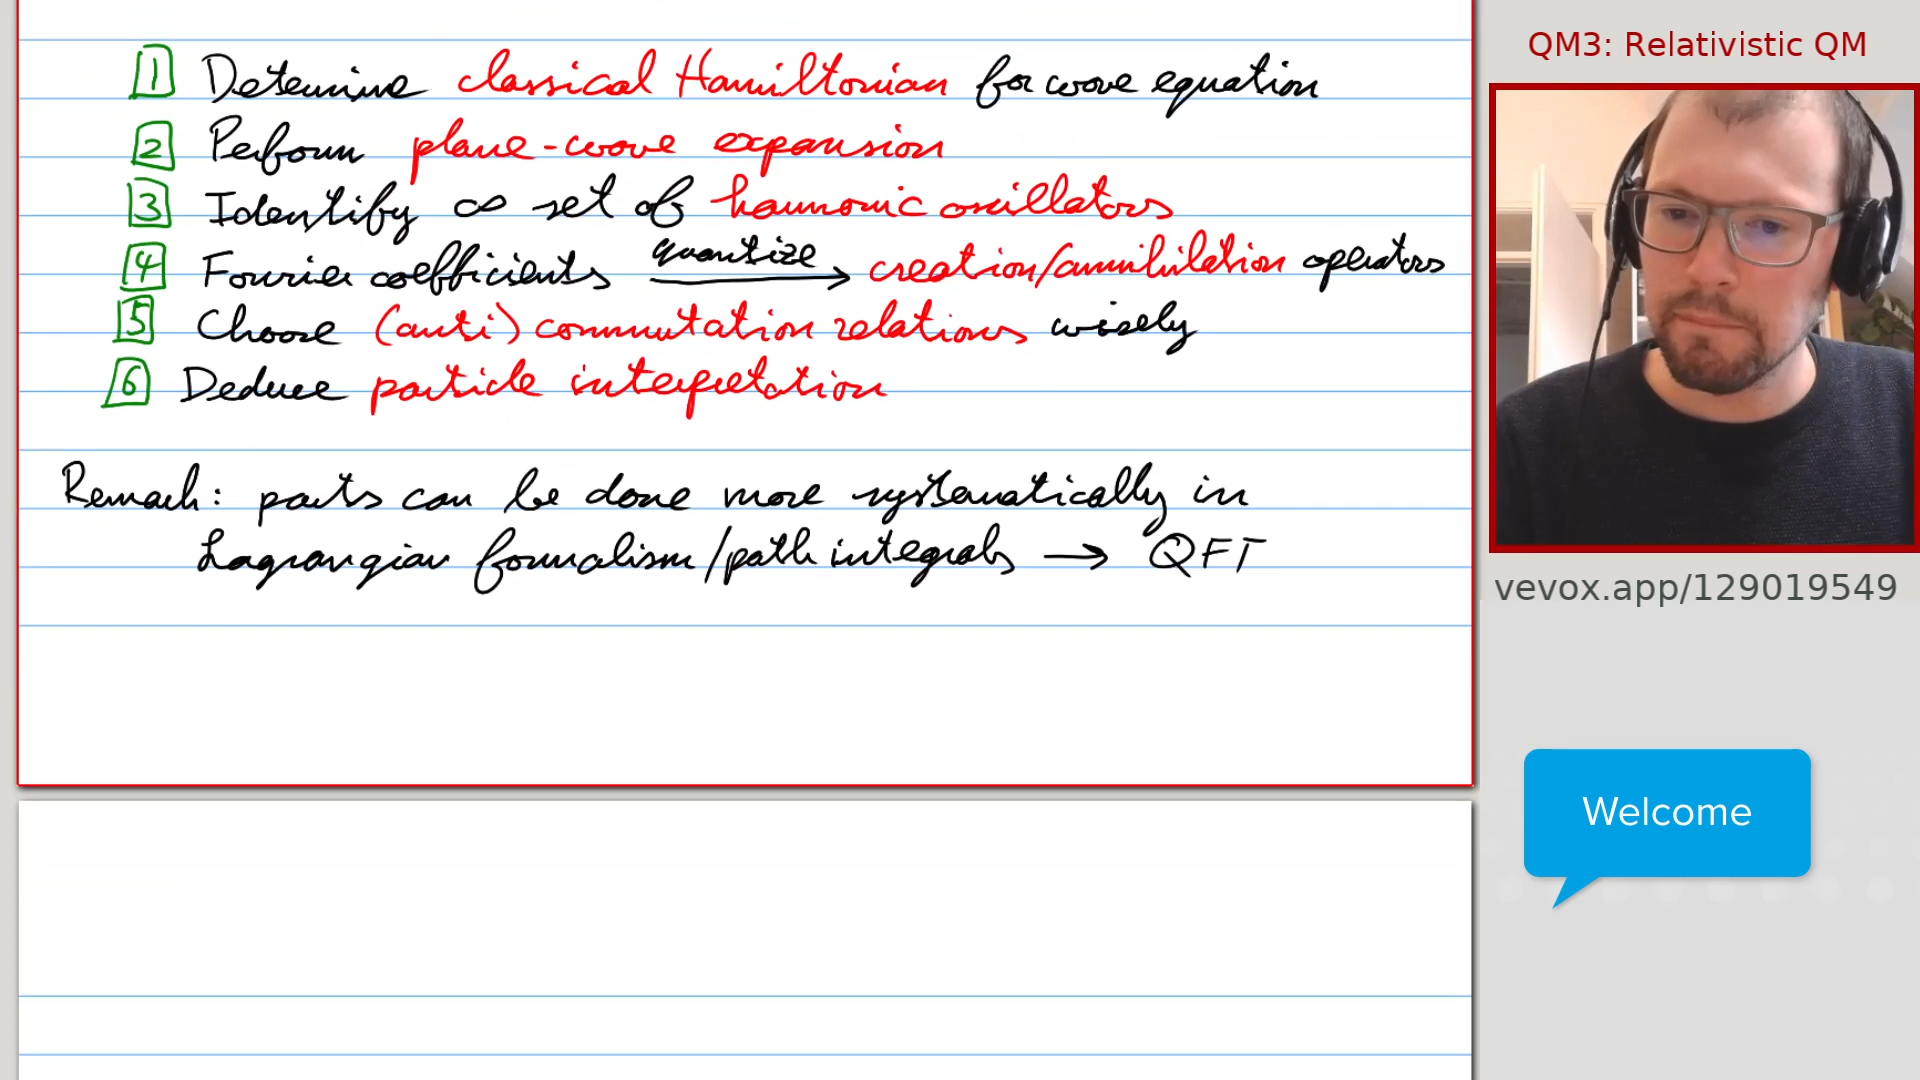 1 Determine classical Hamiltonian for wave equation
2 Perform plane-wave expansion
3 Identify ∞ set of harmonic oscillators
4 Fourier coefficients quantize → creation/annihilation operators
5 Choose (anti) commutation relations wisely
6 Deduce particle interpretation
Remark: parts can be done more systematically in
Lagrangian formalism/path integrals → QFT
QM3: Relativistic QM
vevox.app/129019549
Welcome